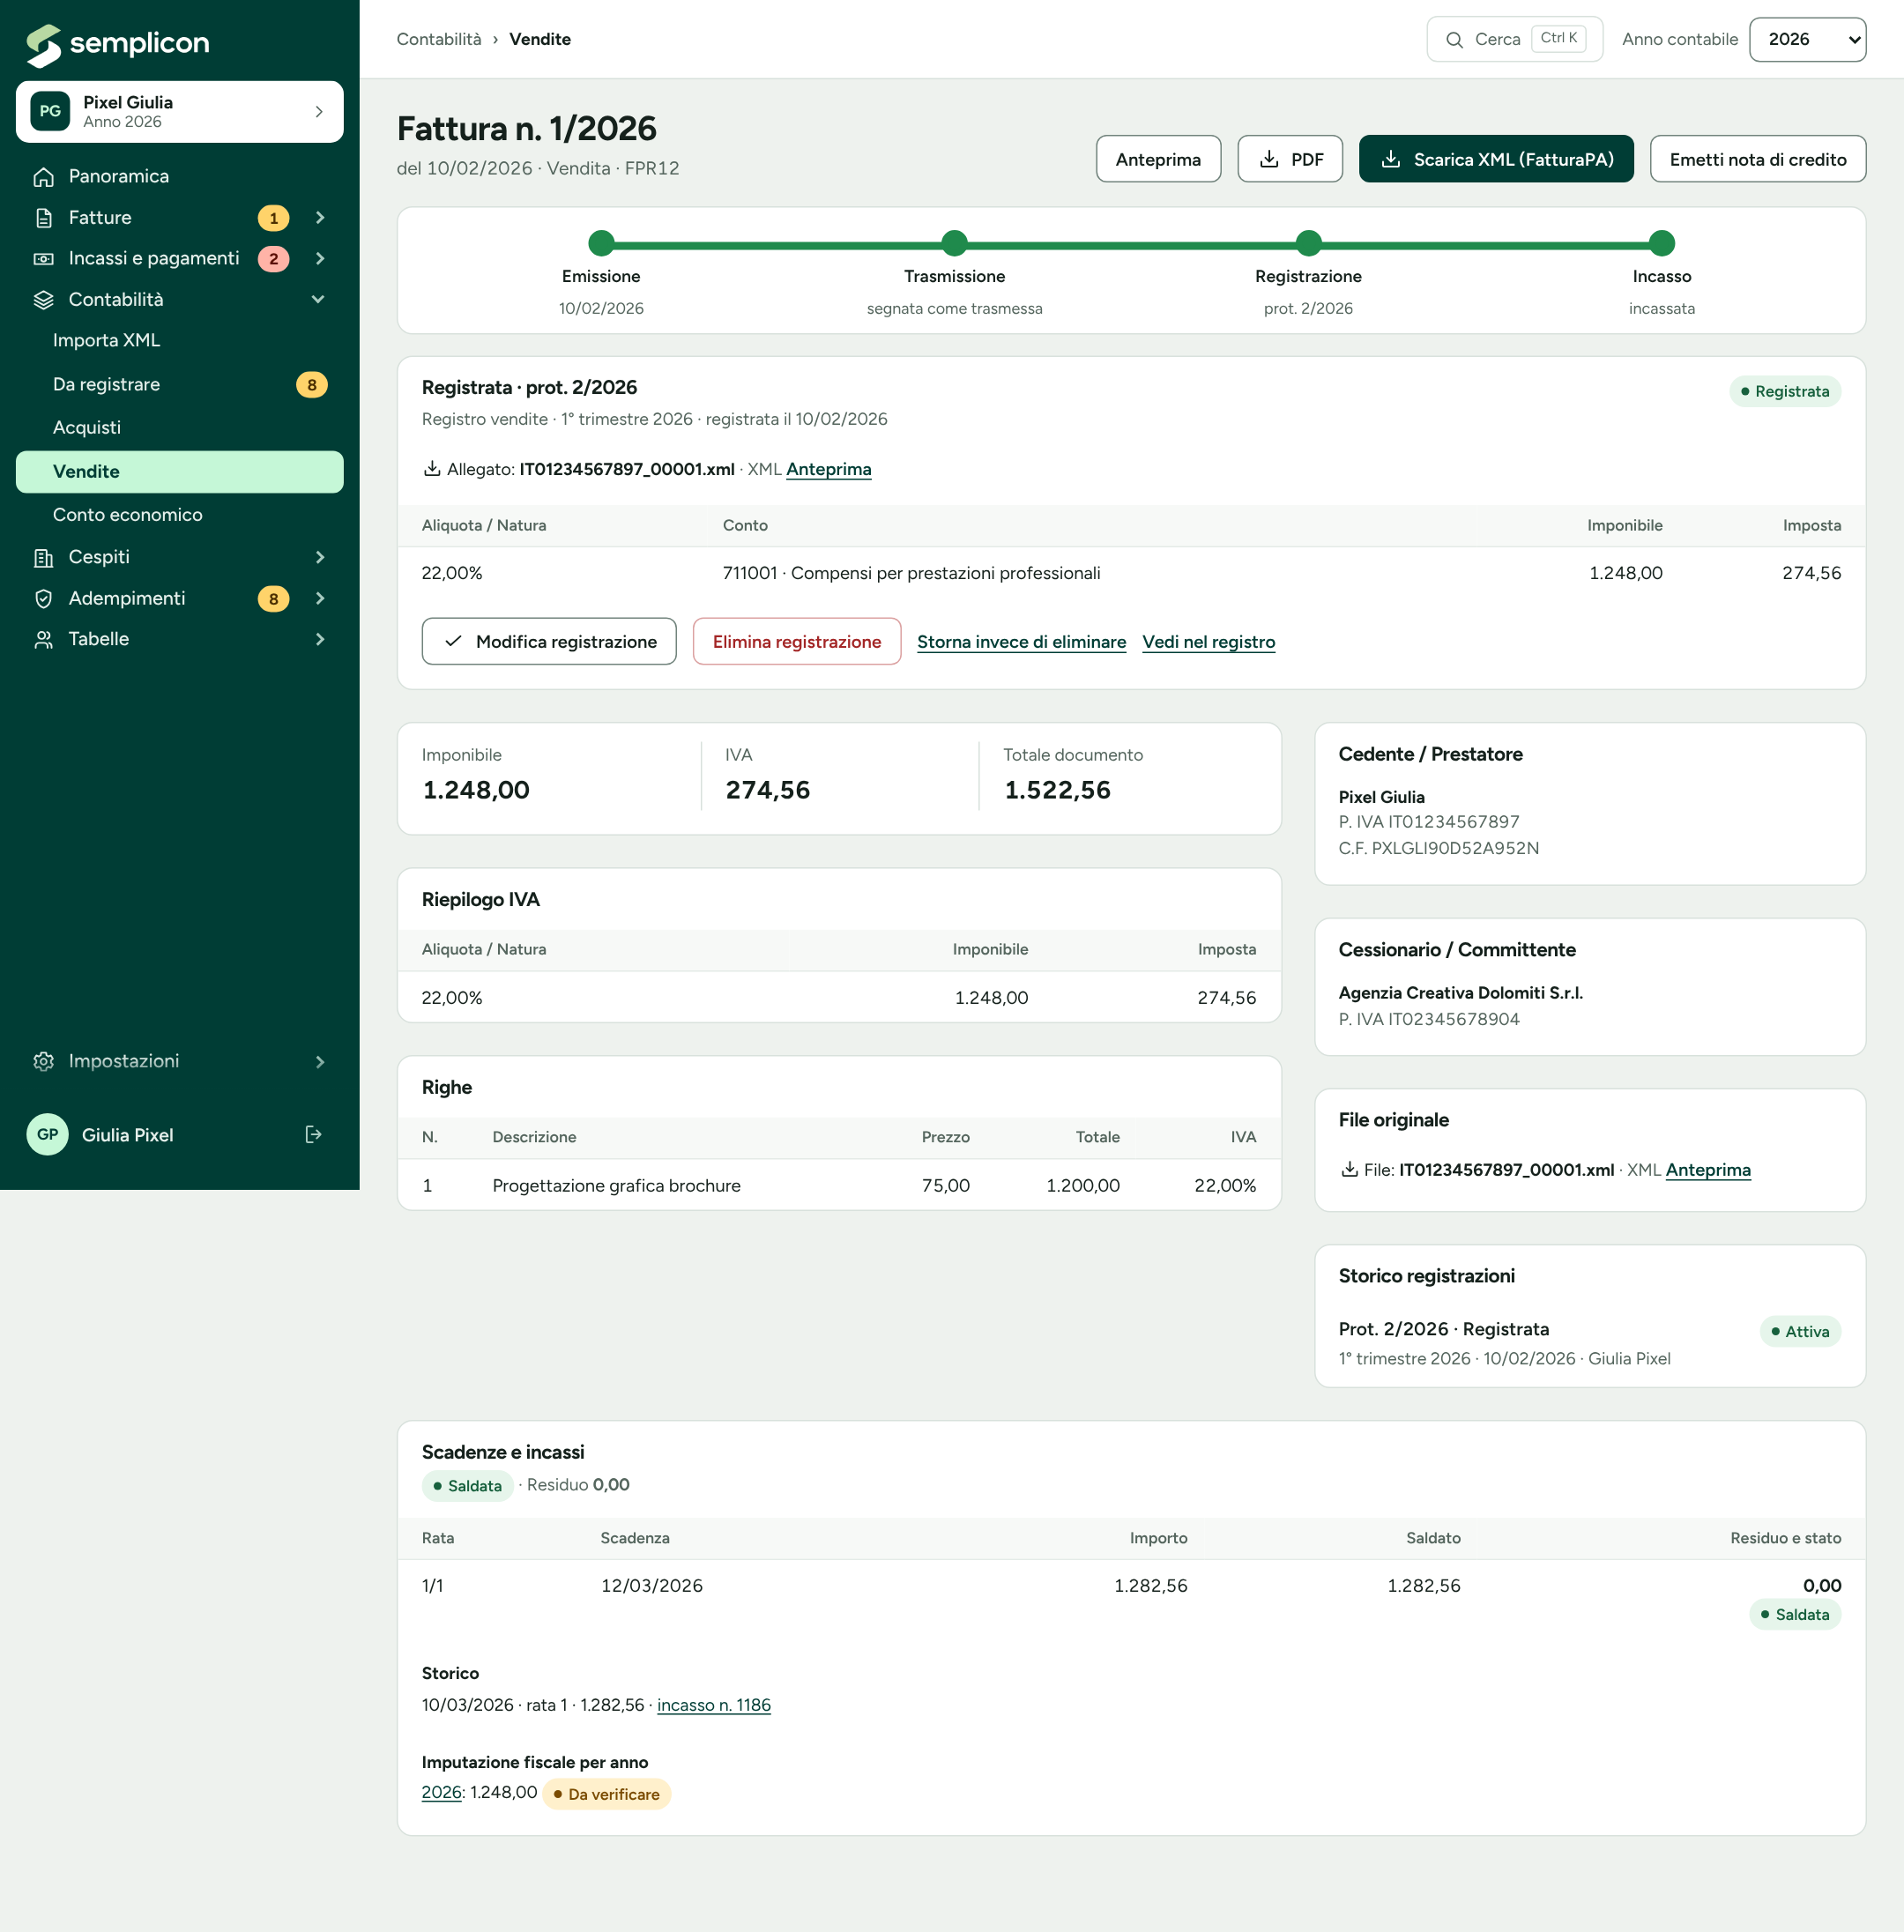 semplicon
PG
Pixel Giulia
Anno 2026
Panoramica
Fatture 1
Incassi e pagamenti 2
Contabilità
Importa XML
Da registrare 8
Acquisti
Vendite
Conto economico
Cespiti
Adempimenti 8
Tabelle
Impostazioni
GP Giulia Pixel
Contabilità › Vendite
Cerca Ctrl K
Anno contabile 2026
Fattura n. 1/2026
del 10/02/2026 · Vendita · FPR12
Anteprima
PDF
Scarica XML (FatturaPA)
Emetti nota di credito
Emissione Trasmissione Registrazione Incasso
10/02/2026 segnata come trasmessa prot. 2/2026 incassata
Registrata · prot. 2/2026
Registrata
Registro vendite · 1° trimestre 2026 · registrata il 10/02/2026
Allegato: IT01234567897_00001.xml · XML Anteprima
Aliquota / Natura Conto Imponibile Imposta
22,00% 711001 · Compensi per prestazioni professionali 1.248,00 274,56
Modifica registrazione Elimina registrazione Storna invece di eliminare Vedi nel registro
Imponibile IVA Totale documento
1.248,00 274,56 1.522,56
Riepilogo IVA
Aliquota / Natura Imponibile Imposta
22,00% 1.248,00 274,56
Righe
N. Descrizione Prezzo Totale IVA
1 Progettazione grafica brochure 75,00 1.200,00 22,00%
Cedente / Prestatore
Pixel Giulia
P. IVA IT01234567897
C.F. PXLGLI90D52A952N
Cessionario / Committente
Agenzia Creativa Dolomiti S.r.l.
P. IVA IT02345678904
File originale
File: IT01234567897_00001.xml · XML Anteprima
Storico registrazioni
Prot. 2/2026 · Registrata
Attiva
1° trimestre 2026 · 10/02/2026 · Giulia Pixel
Scadenze e incassi
Saldata · Residuo 0,00
Rata Scadenza Importo Saldato Residuo e stato
1/1 12/03/2026 1.282,56 1.282,56 0,00
Saldata
Storico
10/03/2026 · rata 1 · 1.282,56 · incasso n. 1186
Imputazione fiscale per anno
2026: 1.248,00 Da verificare